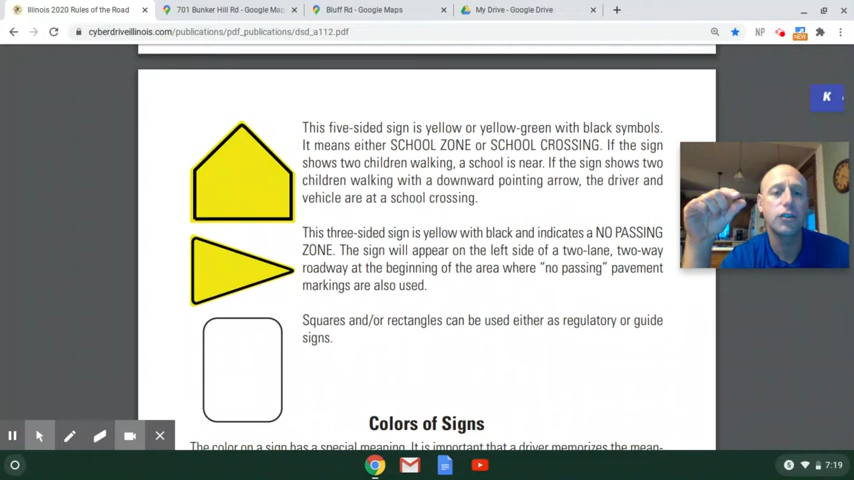 Illinois 2020 Rules of the Road
701 Bunker Hill Rd - Google Map
Bluff Rd - Google Maps
My Drive - Google Drive
cyberdriveillinois.com/publications/pdf_publications/dsd_a112.pdf
NP
NEW
K
This five-sided sign is yellow or yellow-green with black symbols.
It means either SCHOOL ZONE or SCHOOL CROSSING. If the sign
shows two children walking, a school is near. If the sign shows two
children walking with a downward pointing arrow, the driver and
vehicle are at a school crossing.
This three-sided sign is yellow with black and indicates a NO PASSING
ZONE. The sign will appear on the left side of a two-lane, two-way
roadway at the beginning of the area where "no passing" pavement
markings are also used.
Squares and/or rectangles can be used either as regulatory or guide
signs.
Colors of Signs
The color on a sign has a special meaning. It is important that a driver memorizes the mean-
7:19